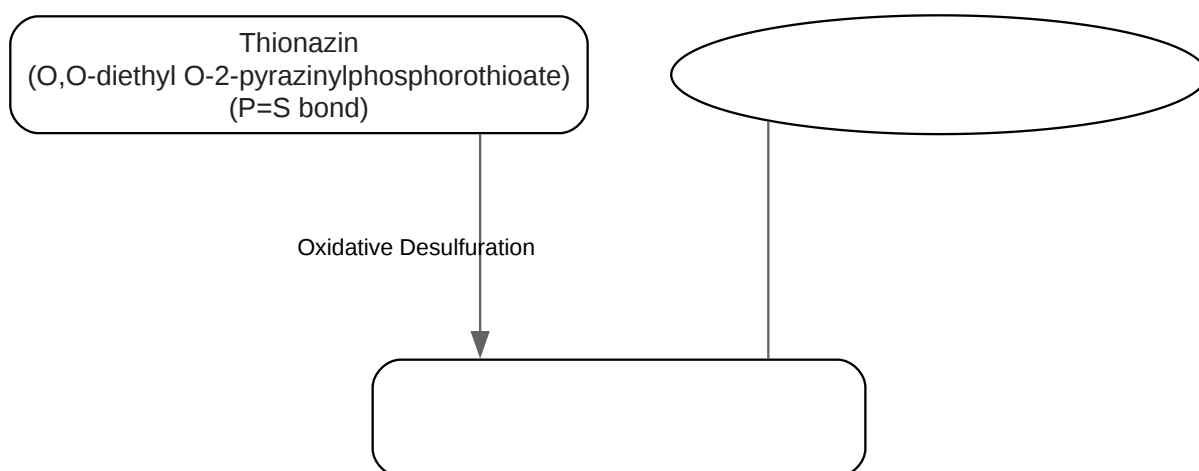 Thionazin
(O,O-diethyl O-2-pyrazinylphosphorothioate)
(P=S bond)
Oxidative Desulfuration